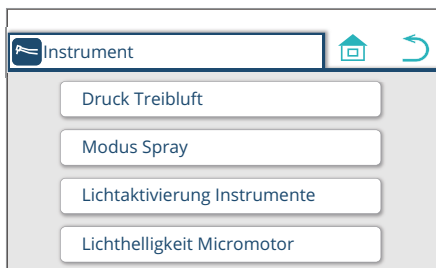 Instrument
Druck Treibluft
Modus Spray
Lichtaktivierung Instrumente
Lichthelligkeit Micromotor